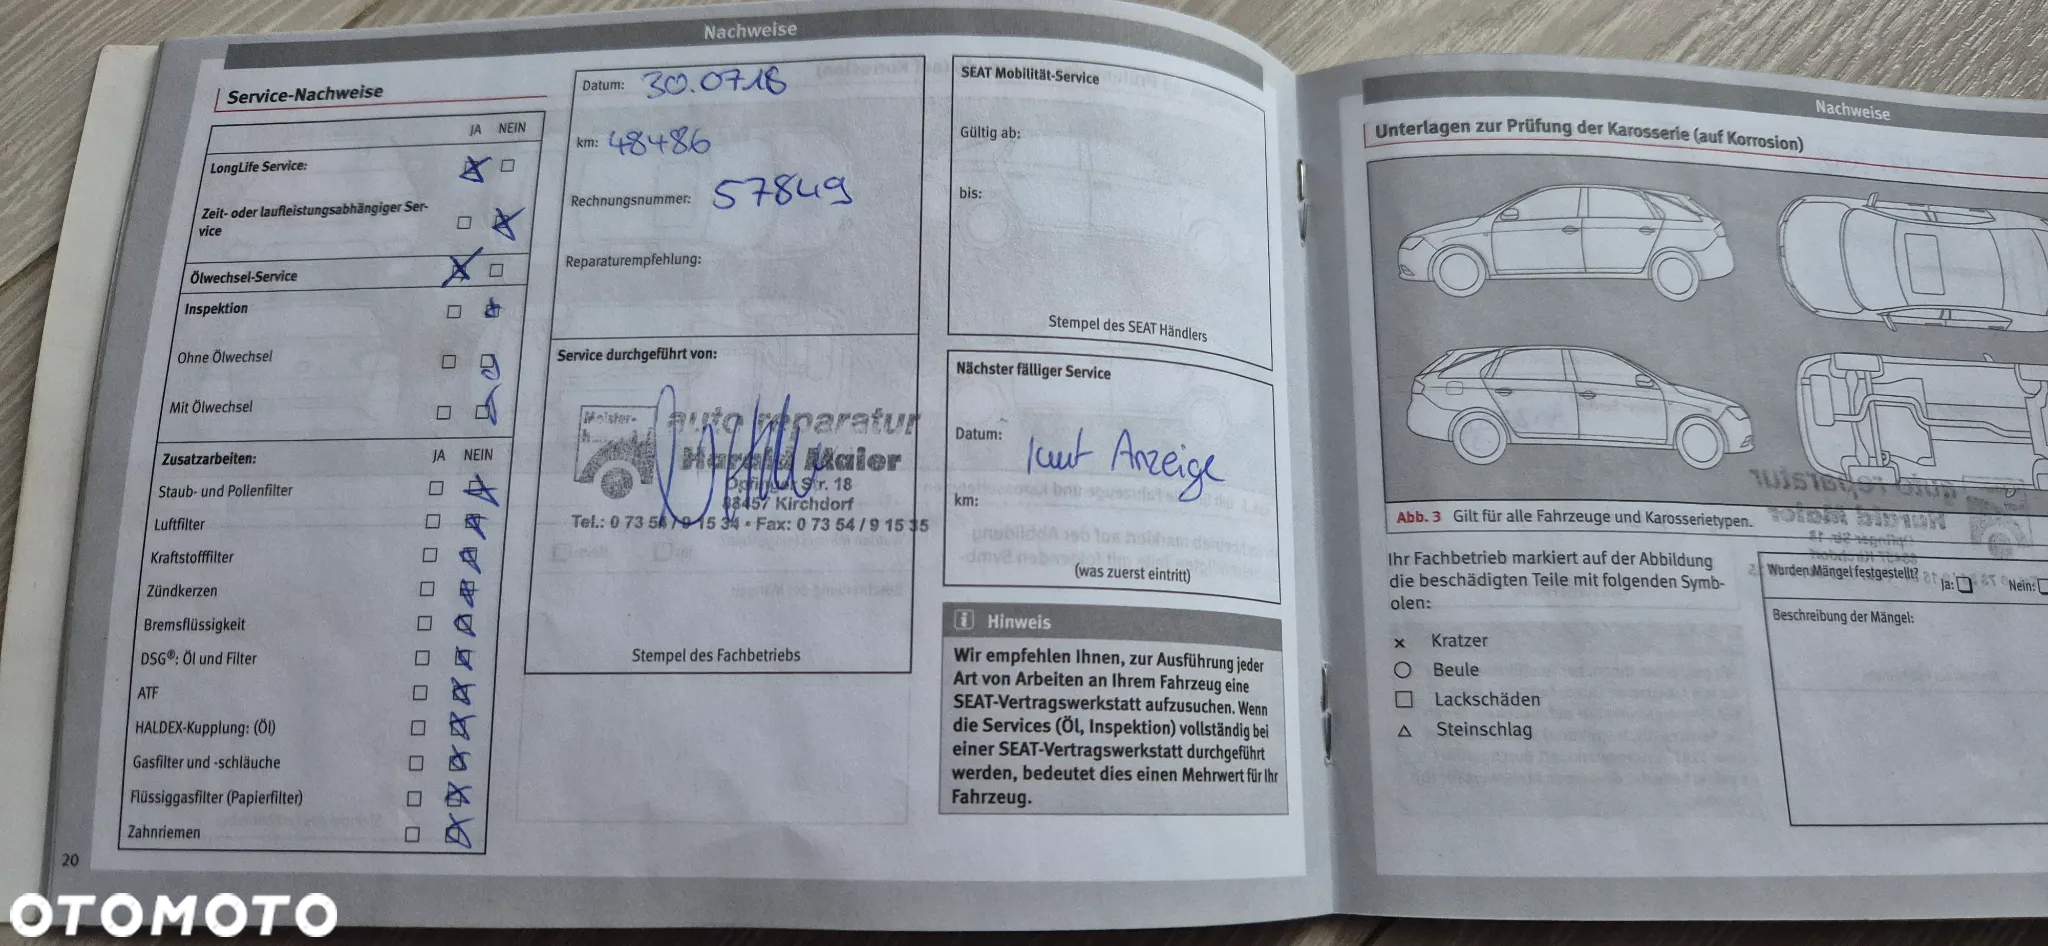 Nachweise
Service-Nachweise
JA NEIN
LongLife Service:
Zeit- oder laufleistungsabhängiger Ser-
vice
Ölwechsel-Service
Inspektion
Ohne Ölwechsel
Mit Ölwechsel
Zusatzarbeiten: JA NEIN
Staub- und Pollenfilter
Luftfilter
Kraftstofffilter
Zündkerzen
Bremsflüssigkeit
DSG®: Öl und Filter
ATF
HALDEX-Kupplung: (Öl)
Gasfilter und -schläuche
Flüssiggasfilter (Papierfilter)
Zahnriemen
20
Datum: 30.0718
km: 48486
Rechnungsnummer: 57849
Reparaturempfehlung:
Service durchgeführt von:
Meister-
auto reparatur
Harald Maier
Opfinger Str. 18
88457 Kirchdorf
Tel.: 0 73 54 / 9 15 34 • Fax: 0 73 54 / 9 15 35
Stempel des Fachbetriebs
SEAT Mobilität-Service
Gültig ab:
bis:
Stempel des SEAT Händlers
Nächster fälliger Service
Datum: laut Anzeige
km:
(was zuerst eintritt)
i Hinweis
Wir empfehlen Ihnen, zur Ausführung jeder
Art von Arbeiten an Ihrem Fahrzeug eine
SEAT-Vertragswerkstatt aufzusuchen. Wenn
die Services (Öl, Inspektion) vollständig bei
einer SEAT-Vertragswerkstatt durchgeführt
werden, bedeutet dies einen Mehrwert für Ihr
Fahrzeug.
Nachweise
Unterlagen zur Prüfung der Karosserie (auf Korrosion)
Abb. 3 Gilt für alle Fahrzeuge und Karosserietypen.
Ihr Fachbetrieb markiert auf der Abbildung
die beschädigten Teile mit folgenden Symb-
olen:
Kratzer
Beule
Lackschäden
Steinschlag
Wurden Mängel festgestellt? Ja: Nein:
Beschreibung der Mängel:
OTOMOTO